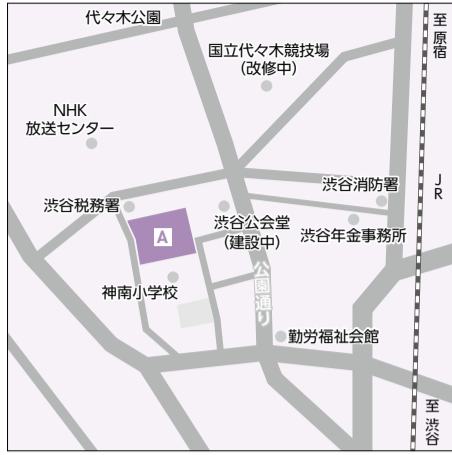 代々木公園
至 原宿
国立代々木競技場
(改修中)
NHK
放送センター
JR
渋谷消防署
渋谷税務署
渋谷公会堂
(建設中)
渋谷年金事務所
A
公園通り
神南小学校
勤労福祉会館
至 渋谷